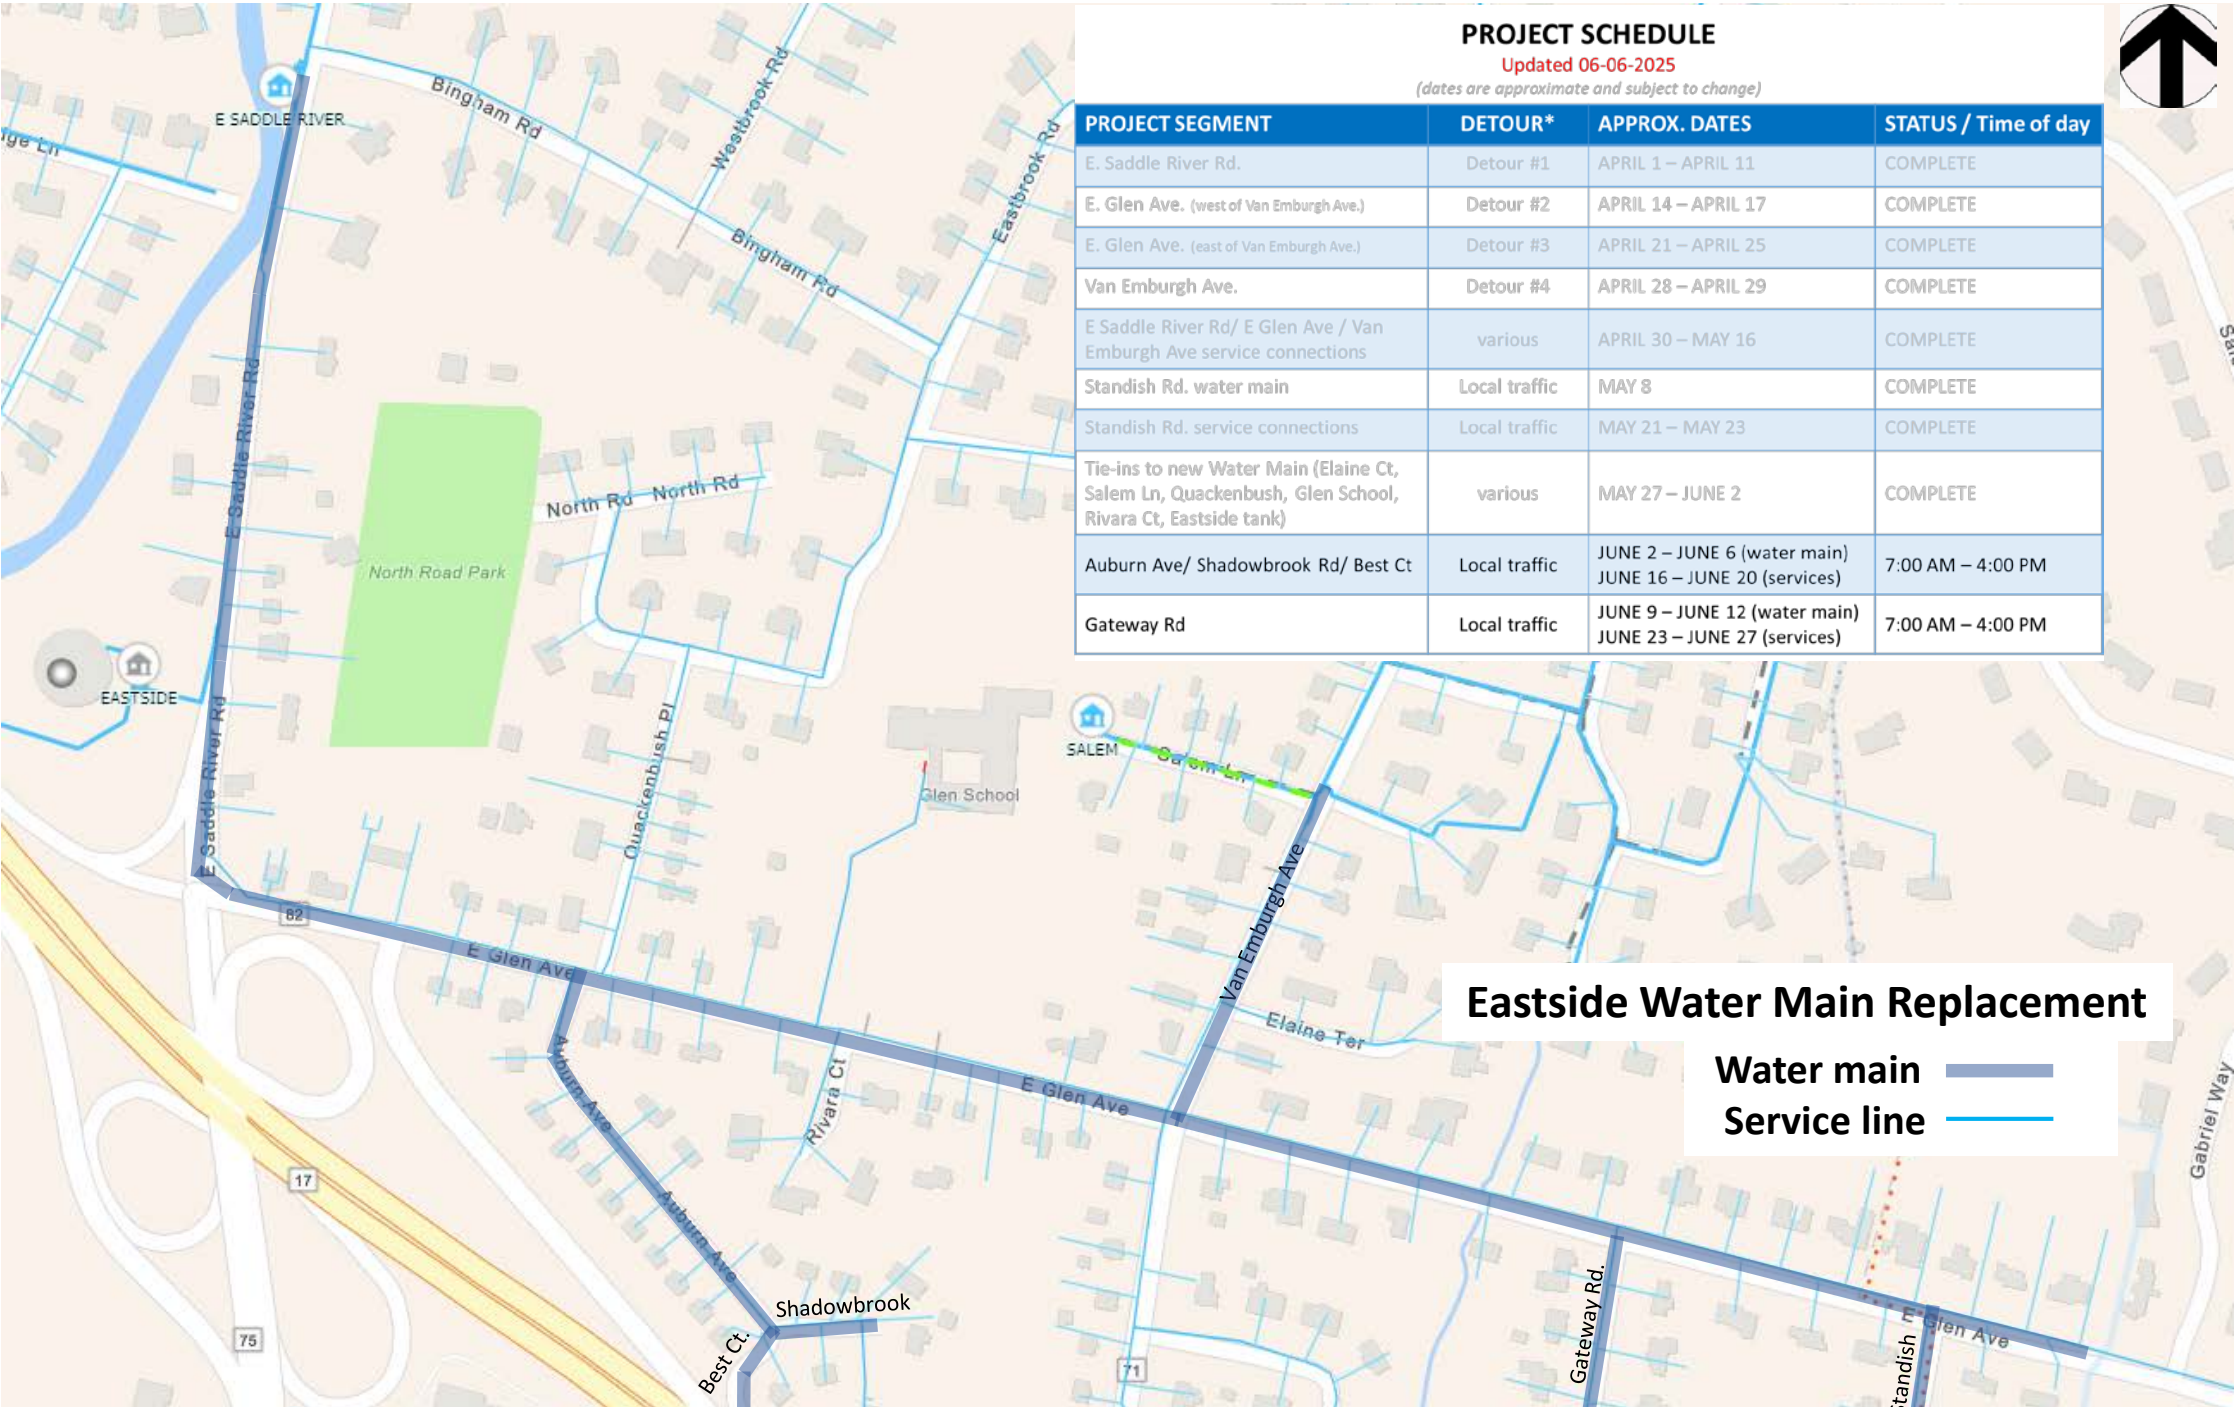 PROJECT SCHEDULE
Updated 06-06-2025
(dates are approximate and subject to change)
PROJECT SEGMENT DETOUR* APPROX. DATES STATUS / Time of day
E. Saddle River Rd. Detour #1 APRIL 1 – APRIL 11 COMPLETE
E. Glen Ave. (west of Van Emburgh Ave.) Detour #2 APRIL 14 – APRIL 17 COMPLETE
E. Glen Ave. (east of Van Emburgh Ave.) Detour #3 APRIL 21 – APRIL 25 COMPLETE
Van Emburgh Ave. Detour #4 APRIL 28 – APRIL 29 COMPLETE
E Saddle River Rd/ E Glen Ave / Van
Emburgh Ave service connections
various APRIL 30 – MAY 16 COMPLETE
Standish Rd. water main Local traffic MAY 8 COMPLETE
Standish Rd. service connections Local traffic MAY 21 – MAY 23 COMPLETE
Tie-ins to new Water Main (Elaine Ct,
Salem Ln, Quackenbush, Glen School,
Rivara Ct, Eastside tank)
various MAY 27 – JUNE 2 COMPLETE
Auburn Ave/ Shadowbrook Rd/ Best Ct Local traffic
JUNE 2 – JUNE 6 (water main)
JUNE 16 – JUNE 20 (services)
7:00 AM – 4:00 PM
Gateway Rd Local traffic
JUNE 9 – JUNE 12 (water main)
JUNE 23 – JUNE 27 (services)
7:00 AM – 4:00 PM
E SADDLE RIVER
Bingham Rd
Westbrook Rd
Eastbrook Rd
Bingham Rd
E Saddle River Rd
North Rd
North Rd
North Road Park
EASTSIDE
E Saddle River Rd
Quackenbush Pl
Glen School
SALEM
Salem Ln
Van Emburgh Ave
82
E Glen Ave
Elaine Ter
Eastside Water Main Replacement
Water main
Service line
Auburn Ave
Rivara Ct
E Glen Ave
Gabriel Way
17
Auburn Ave
Shadowbrook
Best Ct.
75
71
Gateway Rd.
E Glen Ave
Standish